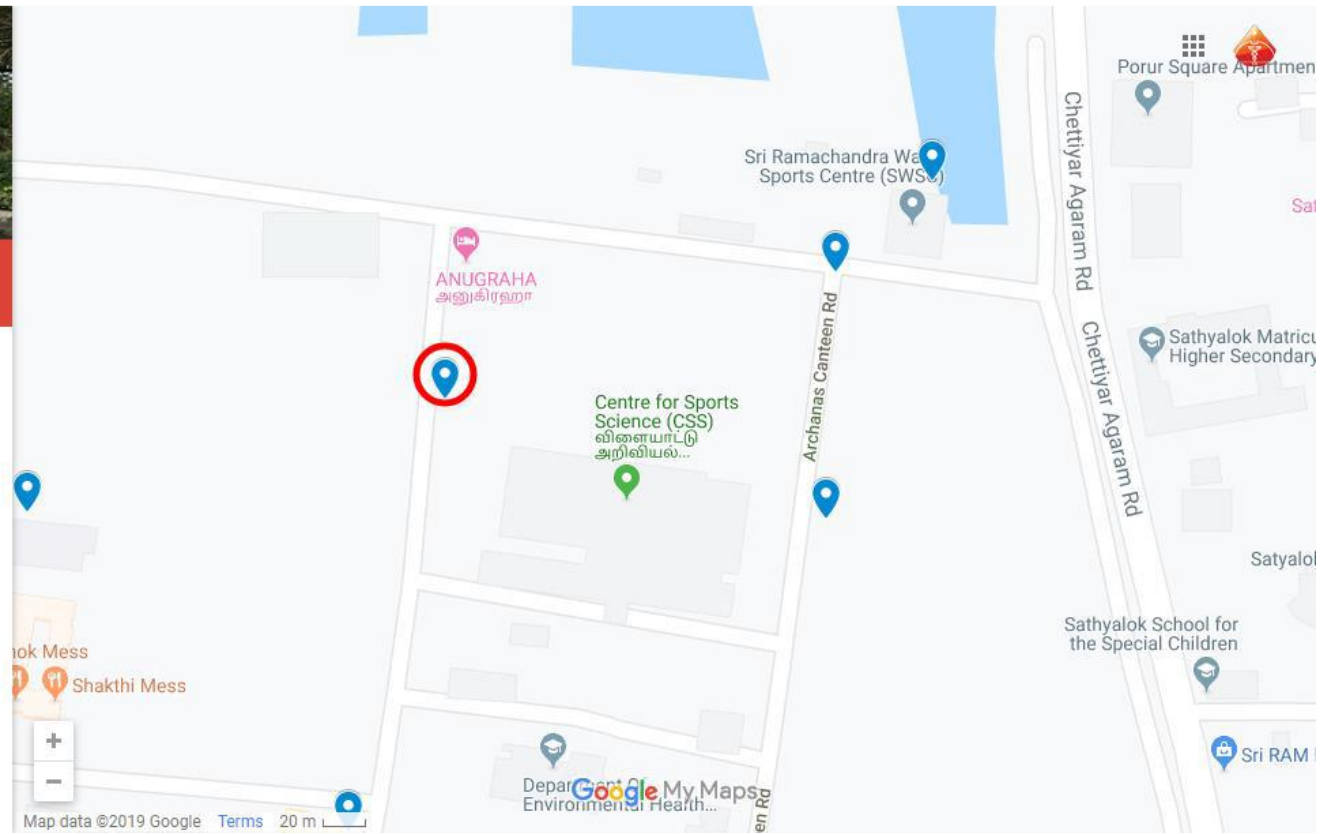 Porur Square Apartmen
Chettiyar Agaram Rd
Sri Ramachandra Wa
Sports Centre (SWSC)
Sat
ANUGRAHA
அனுகிரஹா
Archanas Canteen Rd
Chettiyar Agaram Rd
Sathyalok Matricu
Higher Secondary
Centre for Sports
Science (CSS)
விளையாட்டு
அறிவியல்...
Satyalo
Sathyalok School for
the Special Children
ok Mess
Shakthi Mess
+
Sri RAM
−
Google My Maps
Environmental Health...
en Rd
Map data ©2019 Google Terms 20 m